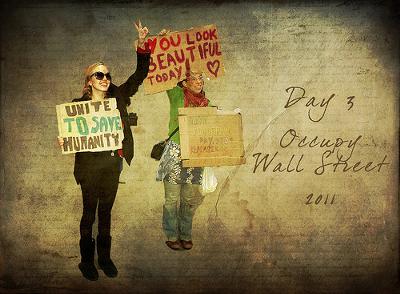 YOU LOOK
BEAUTIFUL
TODAY!
UNITE
TO SAVE
HUMANITY
Day 3
Occupy
Wall Street
2011